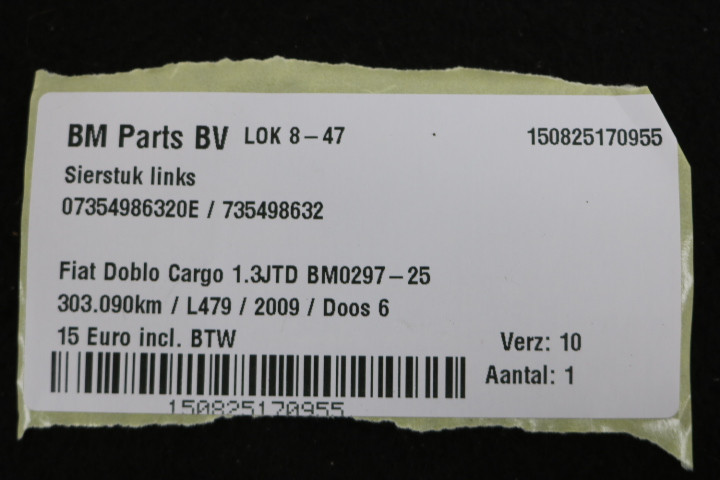 BM Parts BV LOK 8-47 150825170955
Sierstuk links
07354986320E / 735498632
Fiat Doblo Cargo 1.3JTD BM0297-25
303.090km / L479 / 2009 / Doos 6
15 Euro incl. BTW Verz: 10
Aantal: 1
150825170955